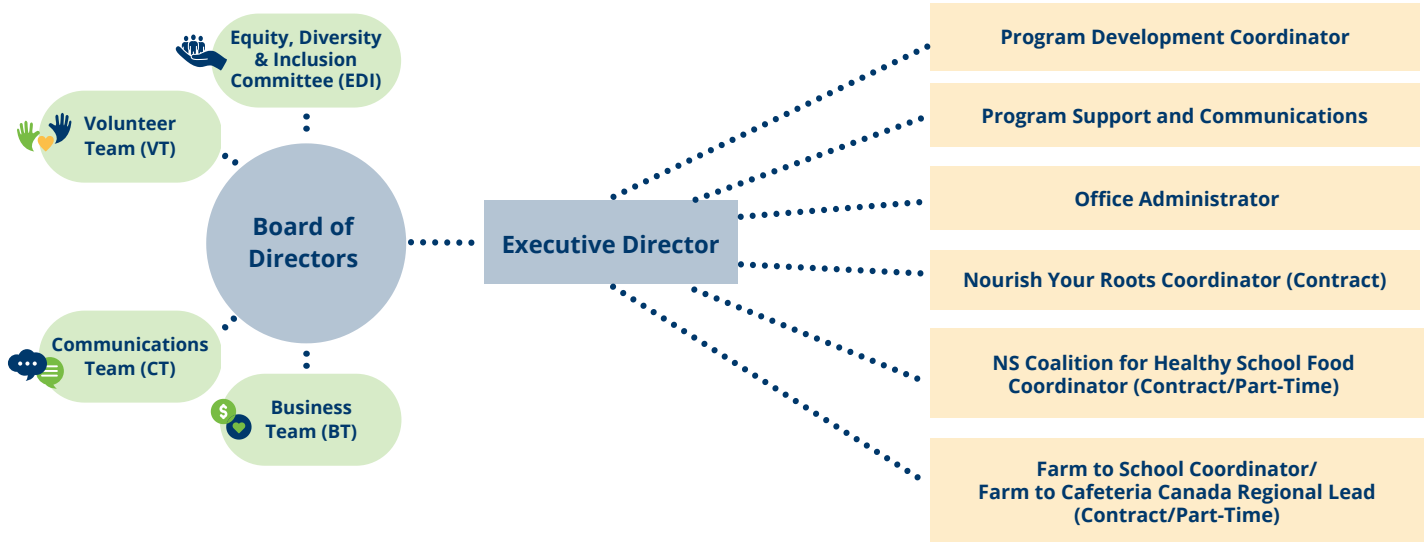 Equity, Diversity
& Inclusion
Committee (EDI)
Volunteer
Team (VT)
Board of
Directors
Communications
Team (CT)
$
Business
Team (BT)
Executive Director
Program Development Coordinator
Program Support and Communications
Office Administrator
Nourish Your Roots Coordinator (Contract)
NS Coalition for Healthy School Food
Coordinator (Contract/Part-Time)
Farm to School Coordinator/
Farm to Cafeteria Canada Regional Lead
(Contract/Part-Time)